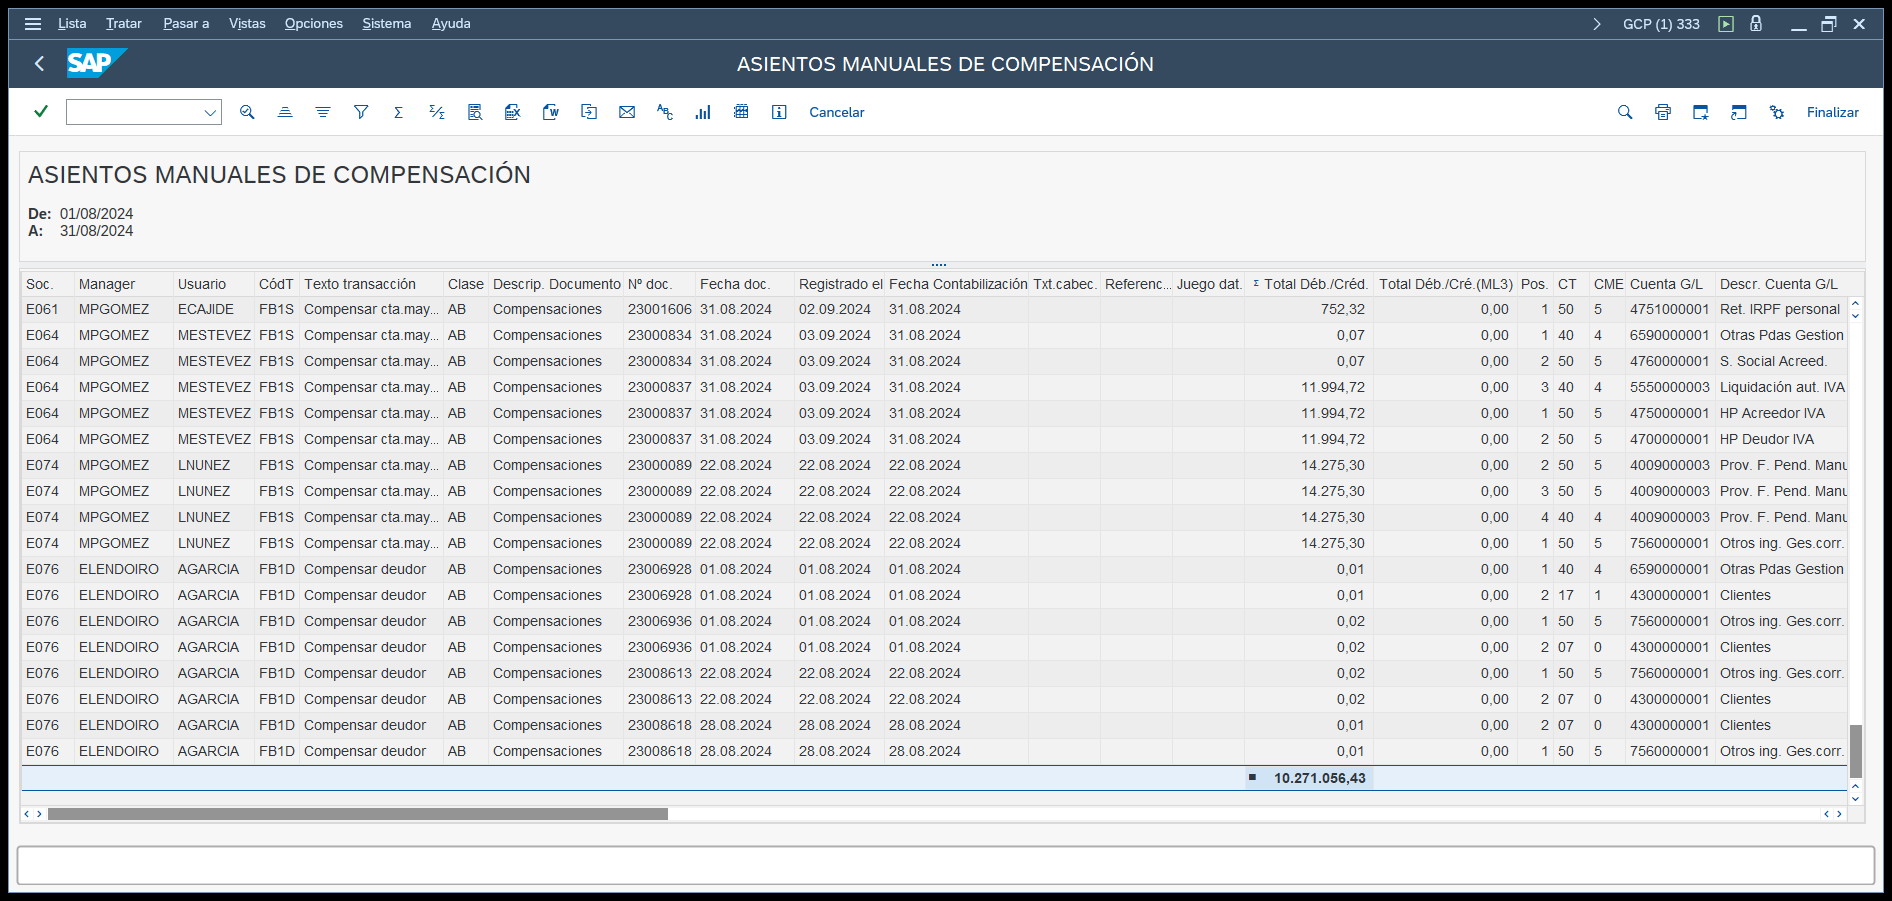 Lista Tratar Pasar a Vistas Opciones Sistema Ayuda GCP (1) 333
SAP ASIENTOS MANUALES DE COMPENSACIÓN
Cancelar Finalizar
ASIENTOS MANUALES DE COMPENSACIÓN
De: 01/08/2024
A: 31/08/2024
Soc. Manager Usuario CódT Texto transacción Clase Descrip. Documento Nº doc. Fecha doc. Registrado el Fecha Contabilización Txt.cabec. Referenc... Juego dat. Σ Total Déb./Créd. Total Déb./Cré.(ML3) Pos. CT CME Cuenta G/L Descr. Cuenta G/L
E061 MPGOMEZ ECAJIDE FB1S Compensar cta.may... AB Compensaciones 23001606 31.08.2024 02.09.2024 31.08.2024 752,32 0,00 1 50 5 4751000001 Ret. IRPF personal
E064 MPGOMEZ MESTEVEZ FB1S Compensar cta.may... AB Compensaciones 23000834 31.08.2024 03.09.2024 31.08.2024 0,07 0,00 1 40 4 6590000001 Otras Pdas Gestion
E064 MPGOMEZ MESTEVEZ FB1S Compensar cta.may... AB Compensaciones 23000834 31.08.2024 03.09.2024 31.08.2024 0,07 0,00 2 50 5 4760000001 S. Social Acreed.
E064 MPGOMEZ MESTEVEZ FB1S Compensar cta.may... AB Compensaciones 23000837 31.08.2024 03.09.2024 31.08.2024 11.994,72 0,00 3 40 4 5550000003 Liquidación aut. IVA
E064 MPGOMEZ MESTEVEZ FB1S Compensar cta.may... AB Compensaciones 23000837 31.08.2024 03.09.2024 31.08.2024 11.994,72 0,00 1 50 5 4750000001 HP Acreedor IVA
E064 MPGOMEZ MESTEVEZ FB1S Compensar cta.may... AB Compensaciones 23000837 31.08.2024 03.09.2024 31.08.2024 11.994,72 0,00 2 50 5 4700000001 HP Deudor IVA
E074 MPGOMEZ LNUNEZ FB1S Compensar cta.may... AB Compensaciones 23000089 22.08.2024 22.08.2024 22.08.2024 14.275,30 0,00 2 50 5 4009000003 Prov. F. Pend. Manu
E074 MPGOMEZ LNUNEZ FB1S Compensar cta.may... AB Compensaciones 23000089 22.08.2024 22.08.2024 22.08.2024 14.275,30 0,00 3 50 5 4009000003 Prov. F. Pend. Manu
E074 MPGOMEZ LNUNEZ FB1S Compensar cta.may... AB Compensaciones 23000089 22.08.2024 22.08.2024 22.08.2024 14.275,30 0,00 4 40 4 4009000003 Prov. F. Pend. Manu
E074 MPGOMEZ LNUNEZ FB1S Compensar cta.may... AB Compensaciones 23000089 22.08.2024 22.08.2024 22.08.2024 14.275,30 0,00 1 50 5 7560000001 Otros ing. Ges.corr.
E076 ELENDOIRO AGARCIA FB1D Compensar deudor AB Compensaciones 23006928 01.08.2024 01.08.2024 01.08.2024 0,01 0,00 1 40 4 6590000001 Otras Pdas Gestion
E076 ELENDOIRO AGARCIA FB1D Compensar deudor AB Compensaciones 23006928 01.08.2024 01.08.2024 01.08.2024 0,01 0,00 2 17 1 4300000001 Clientes
E076 ELENDOIRO AGARCIA FB1D Compensar deudor AB Compensaciones 23006936 01.08.2024 01.08.2024 01.08.2024 0,02 0,00 1 50 5 7560000001 Otros ing. Ges.corr.
E076 ELENDOIRO AGARCIA FB1D Compensar deudor AB Compensaciones 23006936 01.08.2024 01.08.2024 01.08.2024 0,02 0,00 2 07 0 4300000001 Clientes
E076 ELENDOIRO AGARCIA FB1D Compensar deudor AB Compensaciones 23008613 22.08.2024 22.08.2024 22.08.2024 0,02 0,00 1 50 5 7560000001 Otros ing. Ges.corr.
E076 ELENDOIRO AGARCIA FB1D Compensar deudor AB Compensaciones 23008613 22.08.2024 22.08.2024 22.08.2024 0,02 0,00 2 07 0 4300000001 Clientes
E076 ELENDOIRO AGARCIA FB1D Compensar deudor AB Compensaciones 23008618 28.08.2024 28.08.2024 28.08.2024 0,01 0,00 2 07 0 4300000001 Clientes
E076 ELENDOIRO AGARCIA FB1D Compensar deudor AB Compensaciones 23008618 28.08.2024 28.08.2024 28.08.2024 0,01 0,00 1 50 5 7560000001 Otros ing. Ges.corr.
10.271.056,43